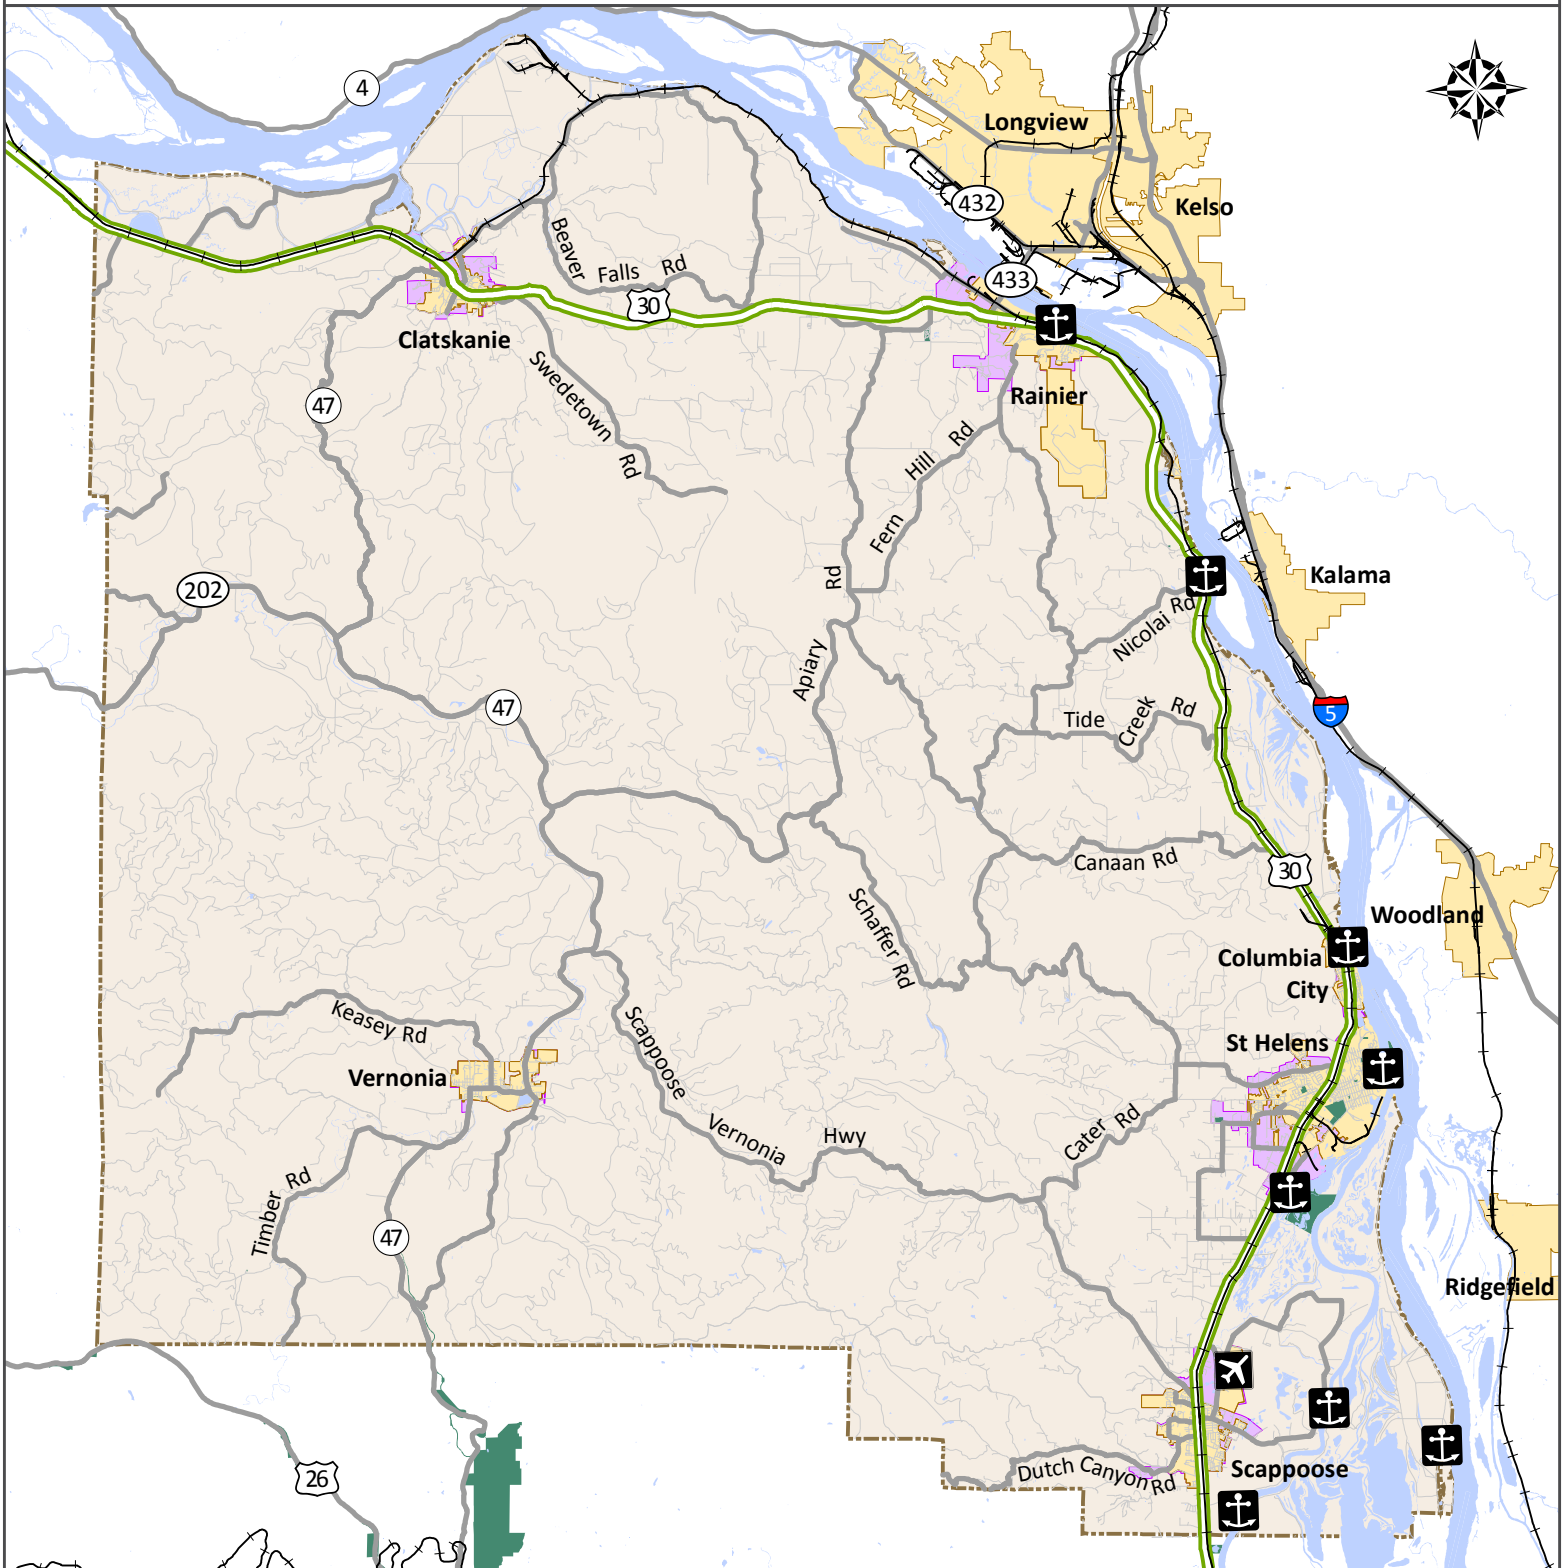 4
Longview
432
Kelso
433
Beaver
Falls Rd
30
Clatskanie
47
Swedetown Rd
Rainier
Fern Hill Rd
Kalama
202
Apiary Rd
Nicolai Rd
47
Tide Creek Rd
5
Canaan Rd
30
Schaffer Rd
Woodland
Columbia
City
Keasey Rd
St Helens
Vernonia
Scappoose Vernonia Hwy
Cater Rd
Timber Rd
47
Ridgefield
Dutch Canyon Rd
Scappoose
26